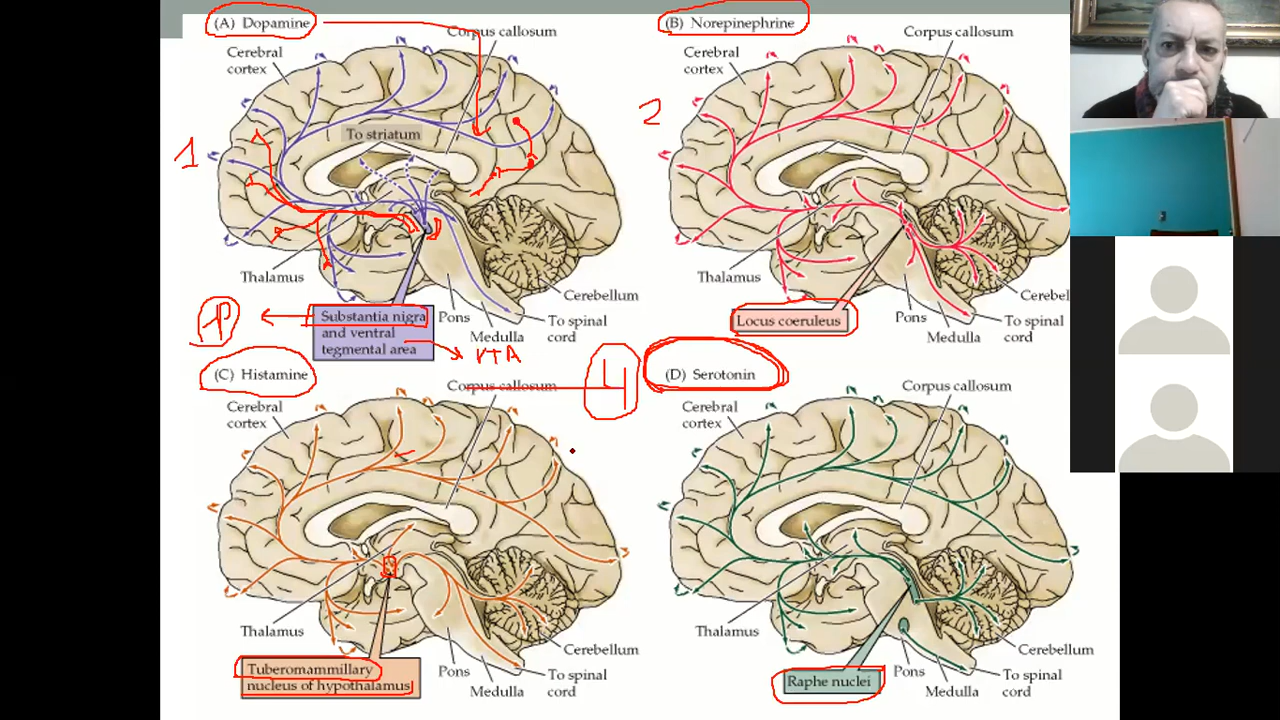 (A) Dopamine
Corpus callosum
Cerebral
cortex
To striatum
1
Thalamus
Cerebellum
Substantia nigra
and ventral
tegmental area
Pons
Medulla
To spinal
cord
VTA
(B) Norepinephrine
Corpus callosum
Cerebral
cortex
2
Thalamus
Cerebel
Locus coeruleus
Pons
Medulla
To spinal
cord
(C) Histamine
Corpus callosum
4
Cerebral
cortex
Thalamus
Cerebellum
Tuberomammillary
nucleus of hypothalamus
Pons
Medulla
To spinal
cord
(D) Serotonin
Corpus callosum
Cerebral
cortex
Thalamus
Cerebellum
Raphe nuclei
Pons
Medulla
To spinal
cord